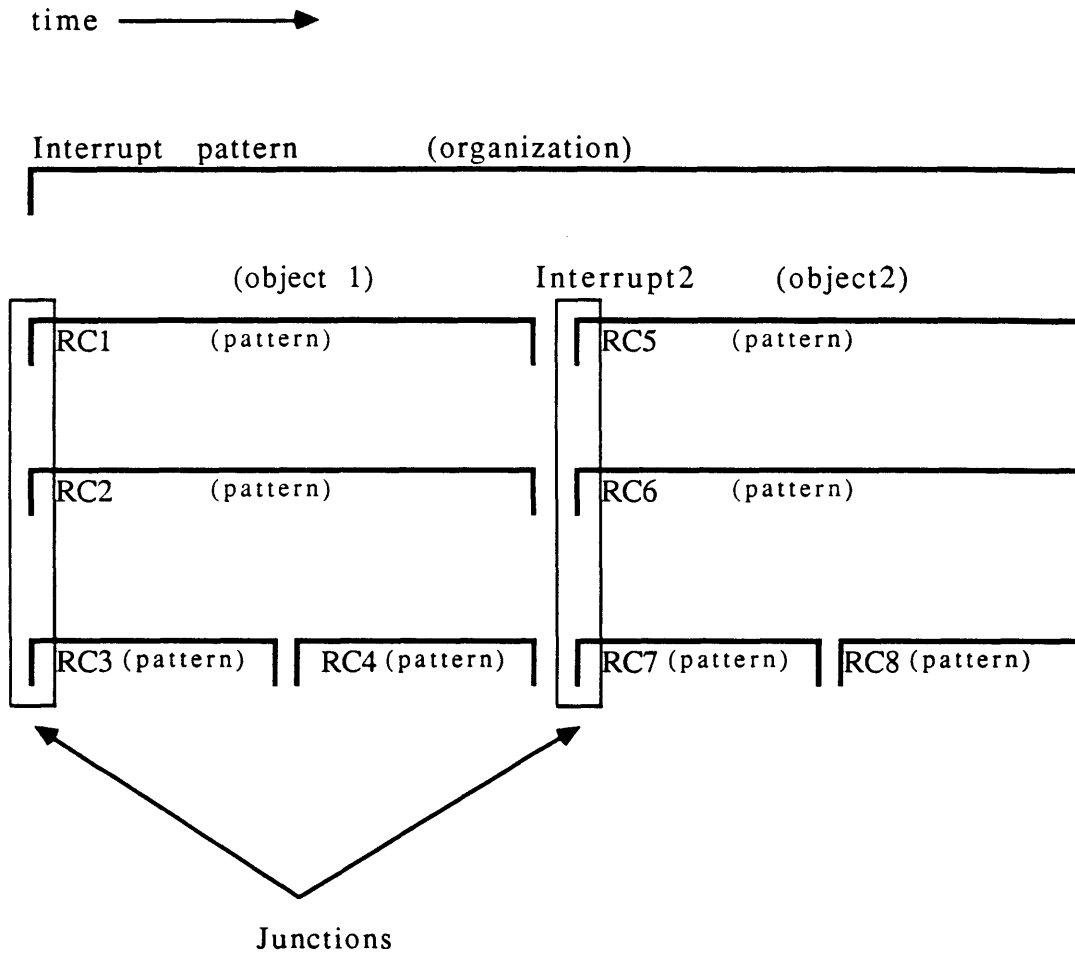 time
Interrupt pattern (organization)
(object 1) Interrupt2 (object2)
RC1 (pattern) RC5 (pattern)
RC2 (pattern) RC6 (pattern)
RC3 (pattern) RC4 (pattern) RC7 (pattern) RC8 (pattern)
Junctions